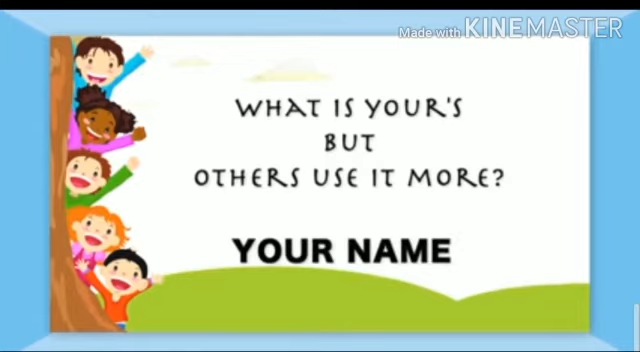 Made with KINEMASTER
WHAT IS YOUR'S
BUT
OTHERS USE IT MORE?
YOUR NAME